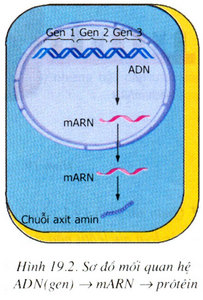 Gen 1 Gen 2 Gen 3
ADN
mARN
mARN
Chuỗi axit amin
Hình 19.2. Sơ đồ mối quan hệ
ADN(gen) → mARN → prôtêin